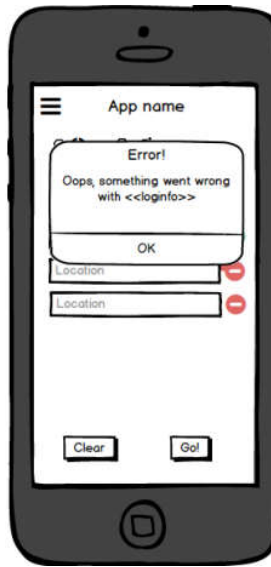 App name
Error!
Oops, something went wrong
with <<loginfo>>
OK
Location
Location
Clear
Go!